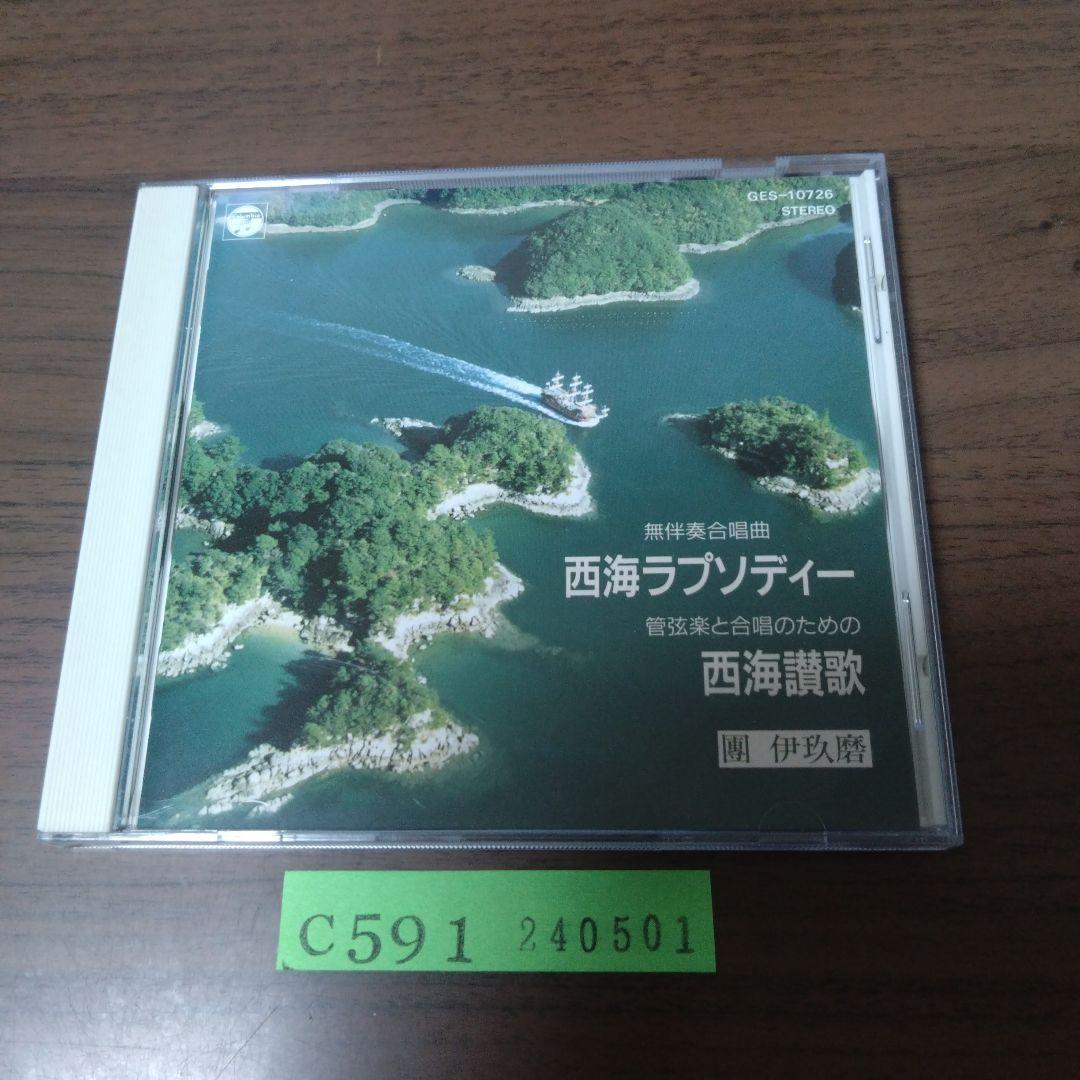 Columbia
GES-10726
STEREO
無伴奏合唱曲
西海ラプソディー
管弦楽と合唱のための
西海讃歌
團 伊玖磨
C591 240501